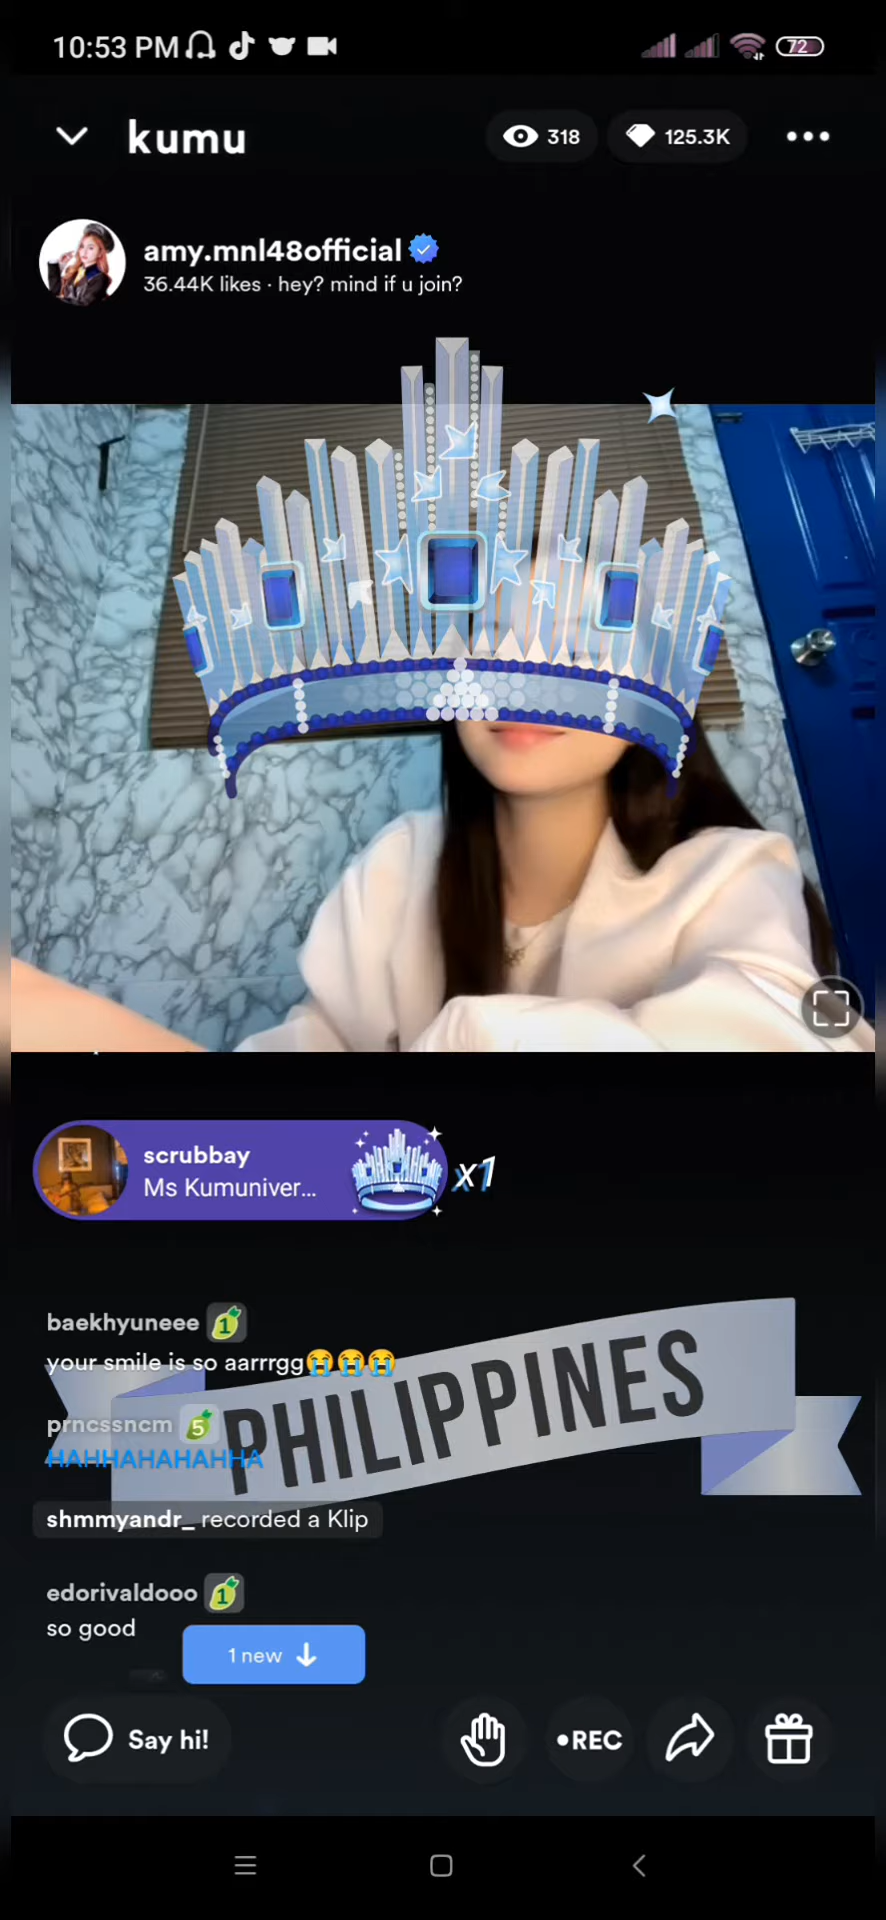 10:53 PM
72
kumu
318
125.3K
amy.mnl48official
36.44K likes · hey? mind if u join?
scrubbay
Ms Kumuniver...
x1
baekhyuneee 1
your smile is so aarrrgg😭😭😭
PHILIPPINES
prncssncm 5
HAHHAHAHAHHA
shmmyandr_ recorded a Klip
edorivaldooo 1
so good
1 new ↓
Say hi!
•REC